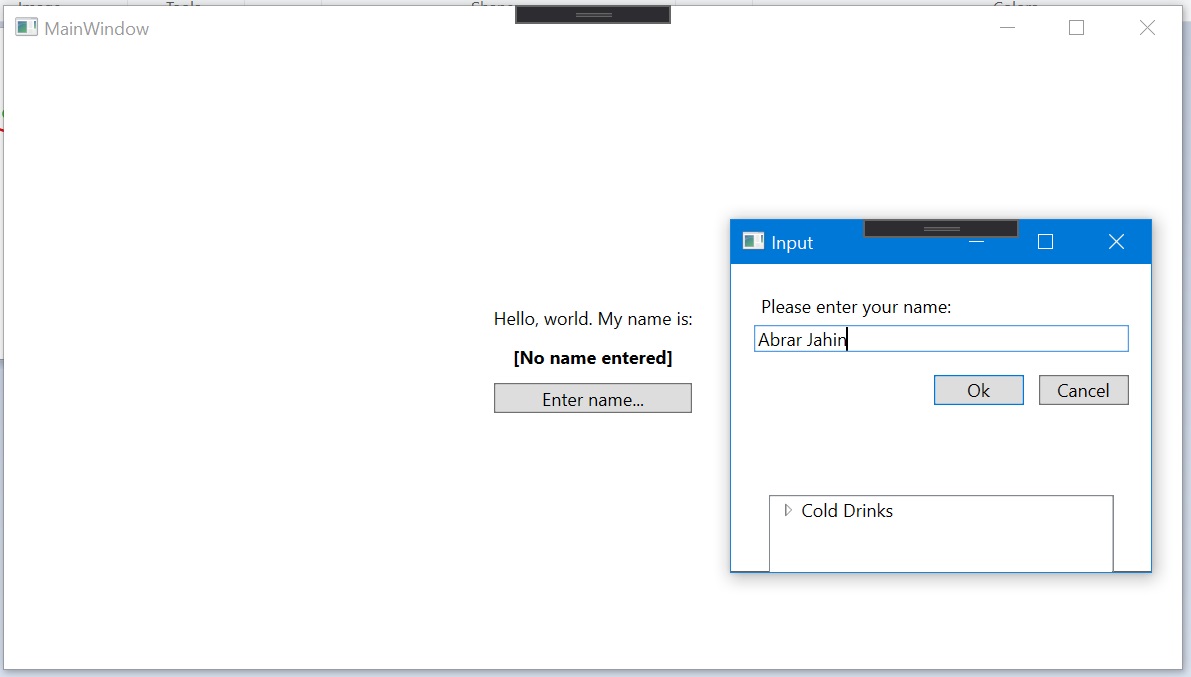 MainWindow
Hello, world. My name is:
[No name entered]
Enter name...
Input
Please enter your name:
Abrar Jahin
Ok
Cancel
Cold Drinks